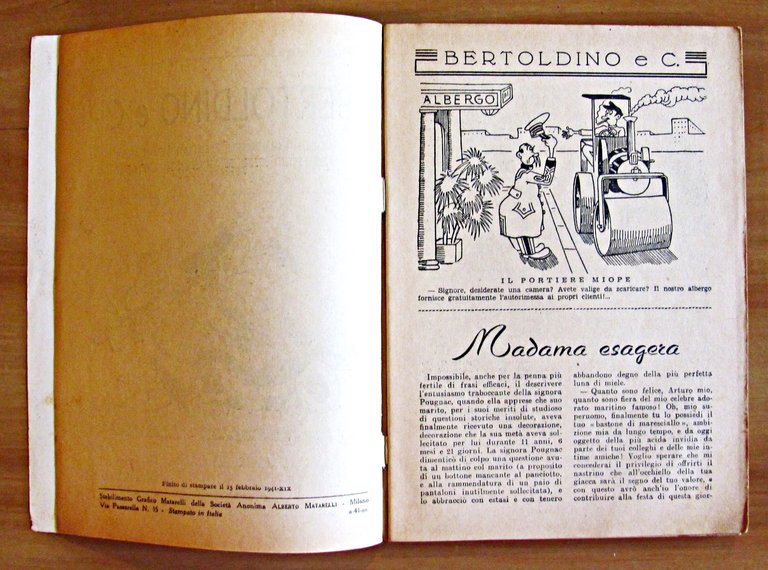 Finito di stampare il 15 febbraio 1941-XIX
Stabilimento Grafico Matarelli della Società Anonima ALBERTO MATARELLI - Milano
Via Passarella N. 15 - Stampato in Italia
BERTOLDINO e C.
ALBERGO
IL PORTIERE MIOPE
— Signore, desiderate una camera? Avete valige da scaricare? Il nostro albergo
fornisce gratuitamente l'autorimessa ai propri clienti!...
Madama esagera
Impossibile, anche per la penna più
fertile di frasi efficaci, il descrivere
l'entusiasmo traboccante della signora
Pougnac, quando ella apprese che suo
marito, per i suoi meriti di studioso
di questioni storiche insolute, aveva
finalmente ricevuto una decorazione,
decorazione che la sua metà aveva sol-
lecitato per lui durante 11 anni, 6
mesi e 21 giorni. La signora Pougnac
dimenticò di colpo una questione avu-
ta al mattino col marito (a proposito
di un bottone mancante al panciotto,
e alla rammendatura di un paio di
pantaloni inutilmente sollecitata), e
lo abbracciò con estasi e con tenero
abbandono degno della più perfetta
luna di miele.
— Quanto sono felice, Arturo mio,
quanto sono fiera del mio celebre ado-
rato maritino famoso! Oh, mio su-
peruomo, finalmente tu lo possiedi il
tuo « bastone di maresciallo », ambi-
zione mia da lungo tempo, e da oggi
oggetto della più acida invidia da
parte dei tuoi colleghi e delle mie in-
time amiche! Voglio sperare che mi
concederai il privilegio di offrirti il
nastrino che all'occhiello della tua
giacca sarà il segno del tuo valore, e
con questo avrò anch'io l'onore di
contribuire alla festa di questa gior-